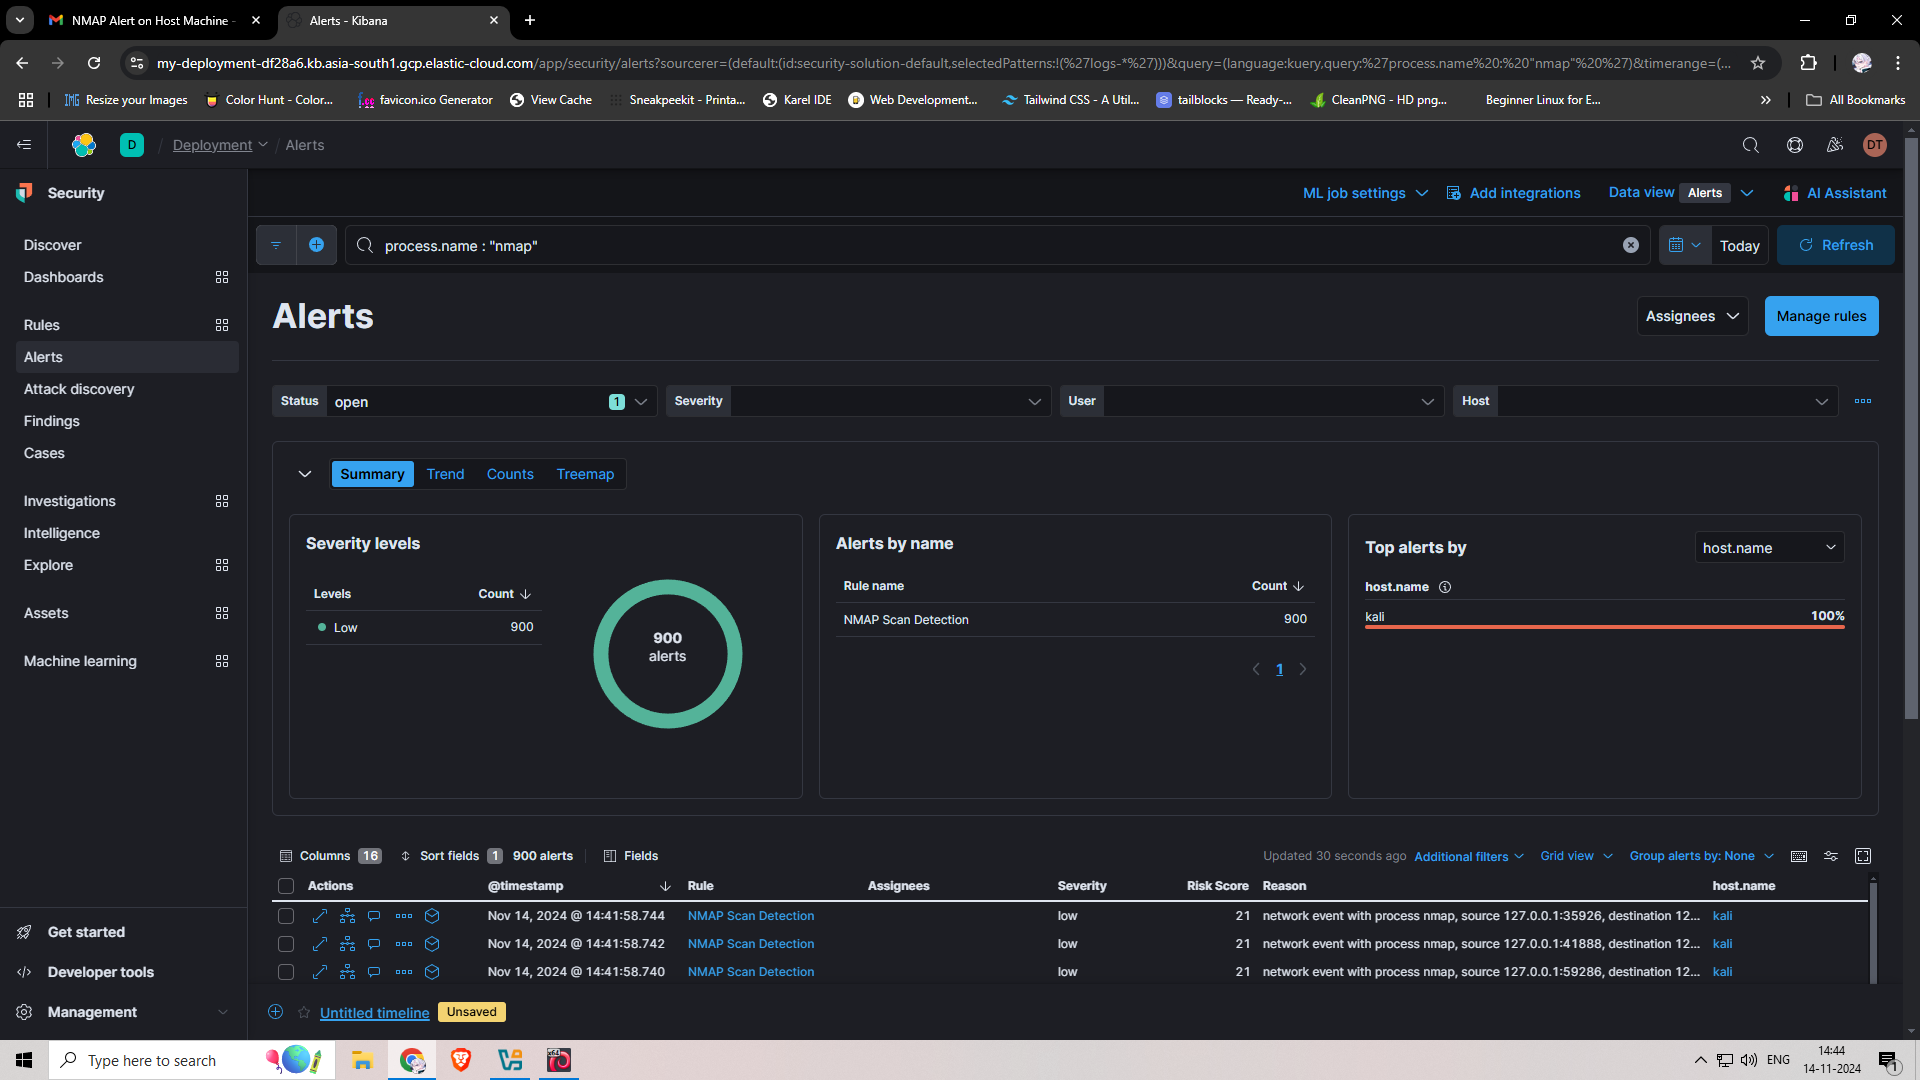 NMAP Alert on Host Machine -
Alerts - Kibana
my-deployment-df28a6.kb.asia-south1.gcp.elastic-cloud.com/app/security/alerts?sourcerer=(default:(id:security-solution-default,selectedPatterns:!(%27logs-*%27)))&query=(language:kuery,query:%27process.name%20:%20"nmap"%20%27)&timerange=(...
Resize your Images
Color Hunt - Color...
favicon.ico Generator
View Cache
Sneakpeekit - Printa...
Karel IDE
Web Development...
Tailwind CSS - A Util...
tailblocks — Ready-...
CleanPNG - HD png...
Beginner Linux for E...
All Bookmarks
D / Deployment / Alerts
DT
Security
ML job settings
Add integrations
Data view Alerts
AI Assistant
Discover
Dashboards
Rules
Alerts
Attack discovery
Findings
Cases
Investigations
Intelligence
Explore
Assets
Machine learning
Get started
Developer tools
Management
process.name : "nmap"
Today
Refresh
Alerts
Assignees
Manage rules
Status open 1
Severity
User
Host
Summary Trend Counts Treemap
Severity levels
Levels Count
Low 900
900
alerts
Alerts by name
Rule name Count
NMAP Scan Detection 900
1
Top alerts by
host.name
host.name
kali 100%
Columns 16 Sort fields 1 900 alerts Fields
Updated 30 seconds ago Additional filters Grid view Group alerts by: None
Actions @timestamp Rule Assignees Severity Risk Score Reason host.name
Nov 14, 2024 @ 14:41:58.744 NMAP Scan Detection low 21 network event with process nmap, source 127.0.0.1:35926, destination 12... kali
Nov 14, 2024 @ 14:41:58.742 NMAP Scan Detection low 21 network event with process nmap, source 127.0.0.1:41888, destination 12... kali
Nov 14, 2024 @ 14:41:58.740 NMAP Scan Detection low 21 network event with process nmap, source 127.0.0.1:59286, destination 12... kali
Untitled timeline Unsaved
Type here to search
x64
ENG
14:44
14-11-2024
1